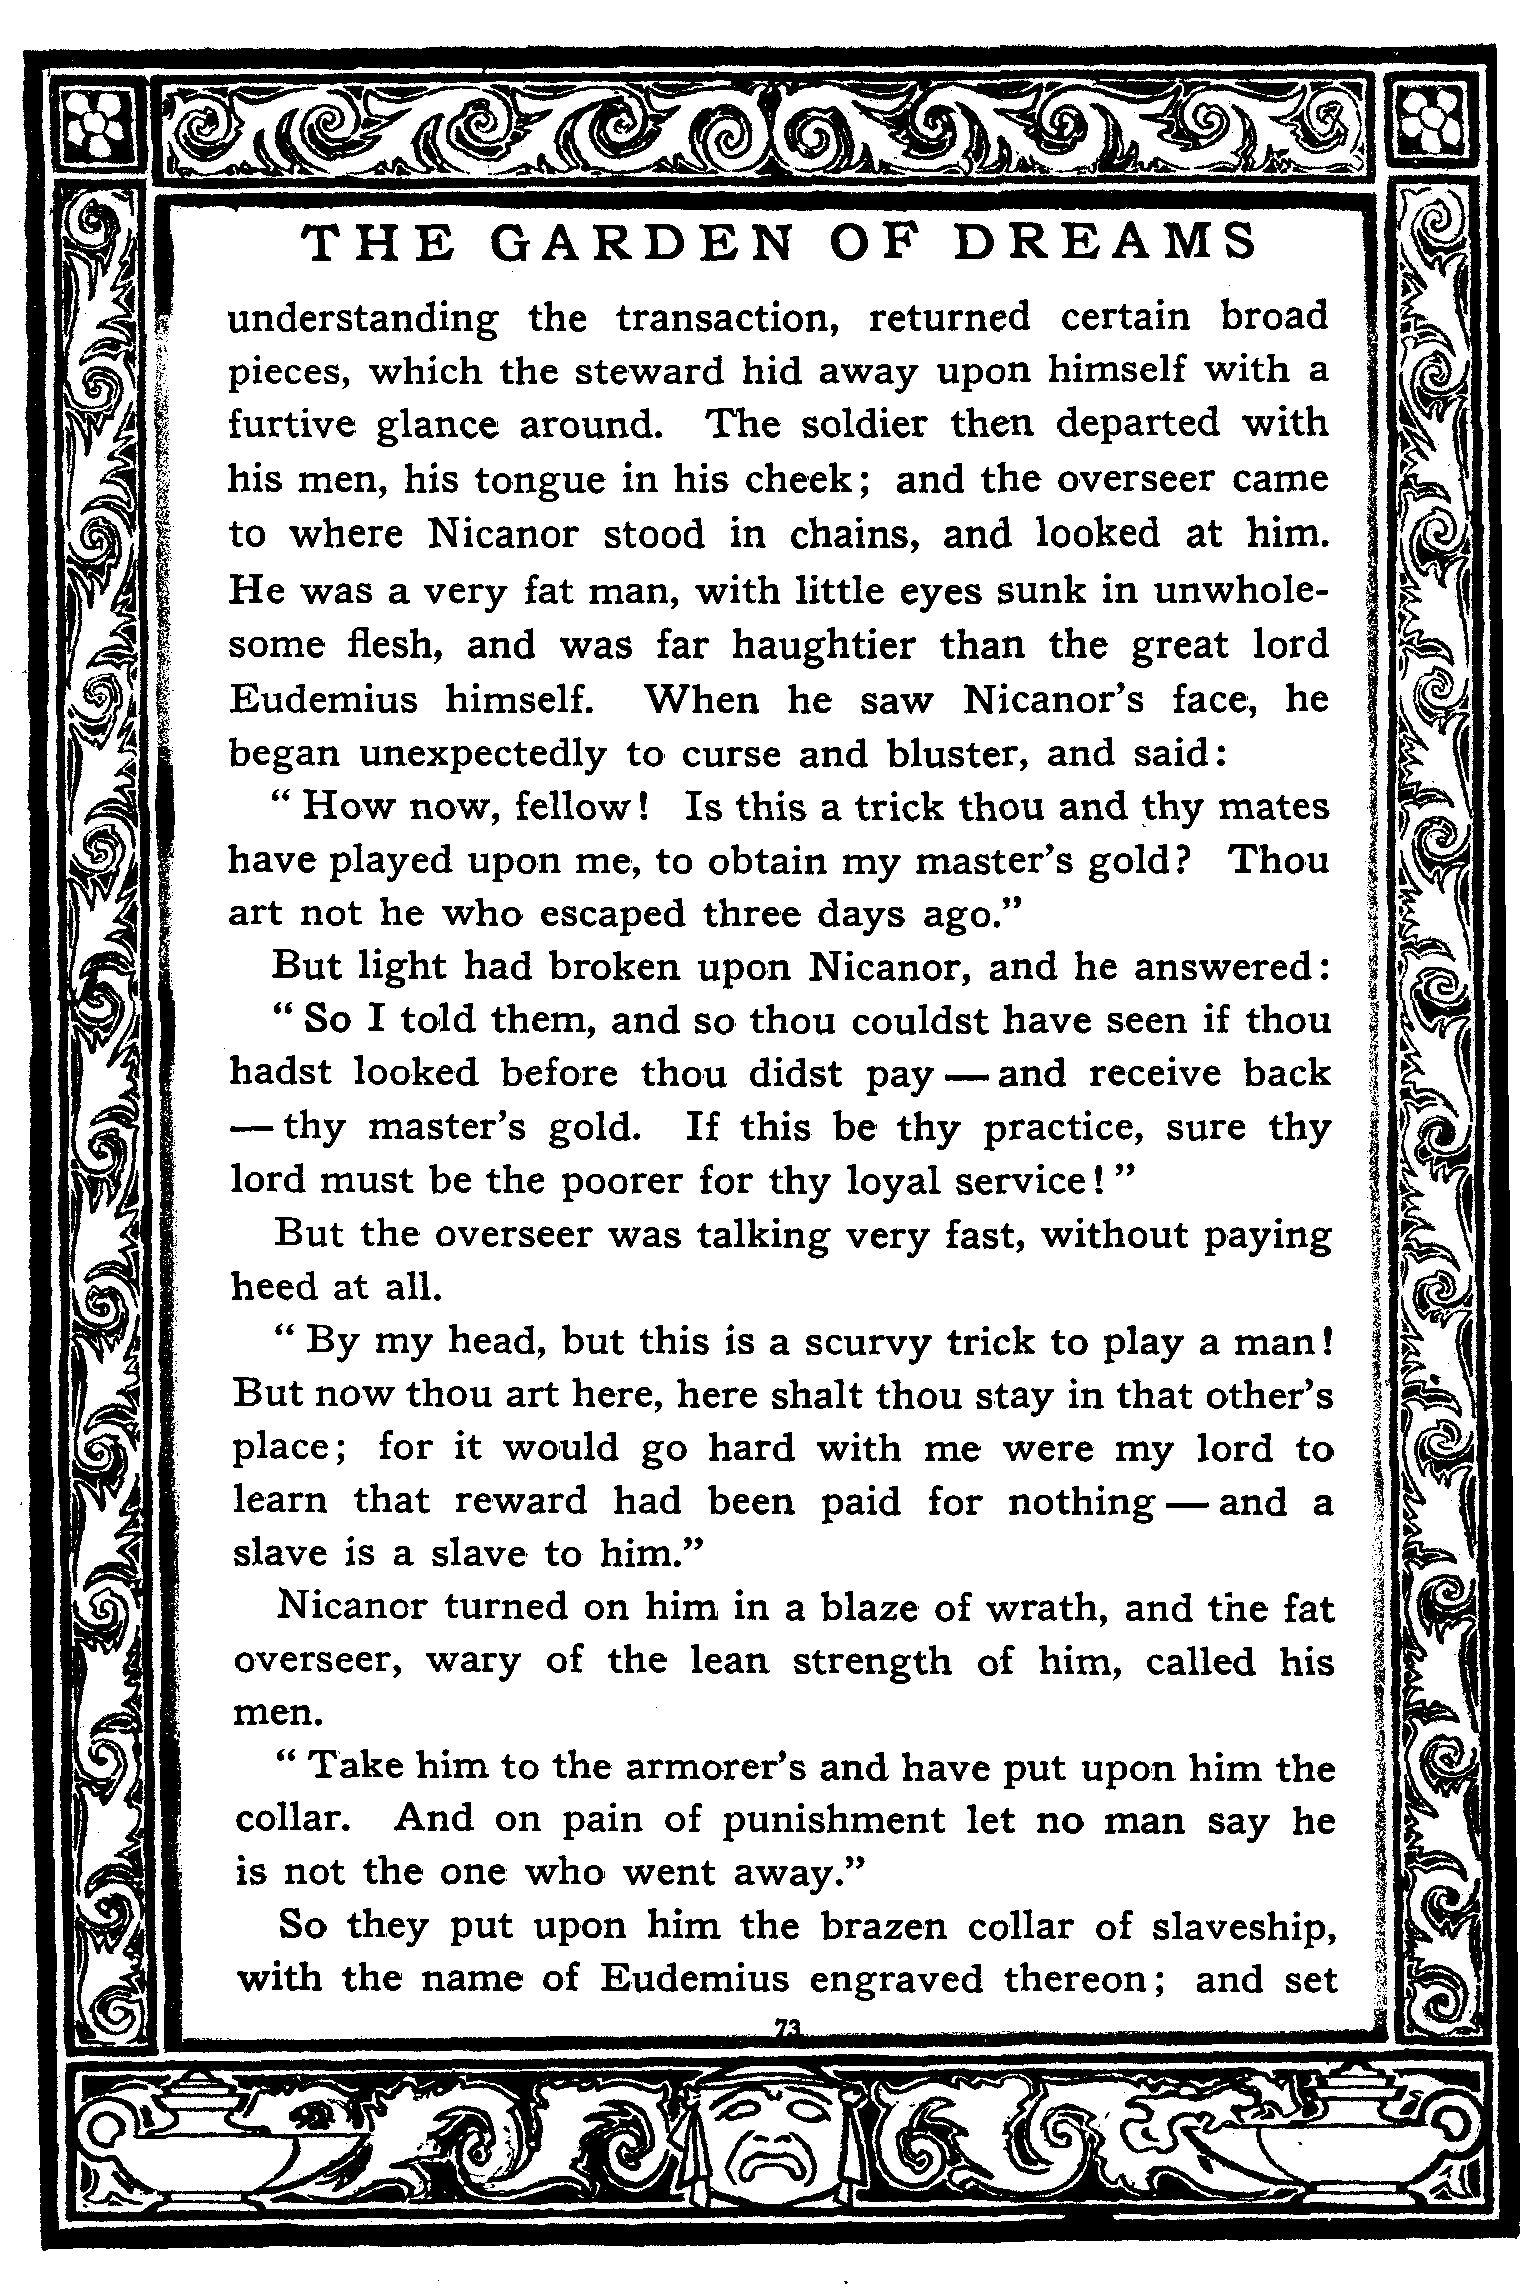 THE GARDEN OF DREAMS
understanding the transaction, returned certain broad
pieces, which the steward hid away upon himself with a
furtive glance around. The soldier then departed with
his men, his tongue in his cheek; and the overseer came
to where Nicanor stood in chains, and looked at him.
He was a very fat man, with little eyes sunk in unwhole-
some flesh, and was far haughtier than the great lord
Eudemius himself. When he saw Nicanor's face, he
began unexpectedly to curse and bluster, and said:
“ How now, fellow! Is this a trick thou and thy mates
have played upon me, to obtain my master's gold? Thou
art not he who escaped three days ago.”
But light had broken upon Nicanor, and he answered:
“ So I told them, and so thou couldst have seen if thou
hadst looked before thou didst pay — and receive back
— thy master's gold. If this be thy practice, sure thy
lord must be the poorer for thy loyal service! ”
But the overseer was talking very fast, without paying
heed at all.
“ By my head, but this is a scurvy trick to play a man!
But now thou art here, here shalt thou stay in that other's
place; for it would go hard with me were my lord to
learn that reward had been paid for nothing — and a
slave is a slave to him.”
Nicanor turned on him in a blaze of wrath, and the fat
overseer, wary of the lean strength of him, called his
men.
“ Take him to the armorer's and have put upon him the
collar. And on pain of punishment let no man say he
is not the one who went away.”
So they put upon him the brazen collar of slaveship,
with the name of Eudemius engraved thereon; and set
73